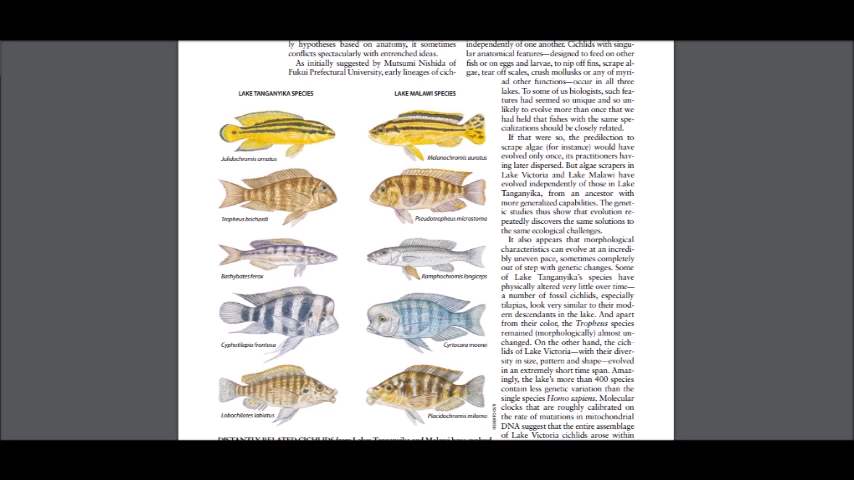 ly hypotheses based on anatomy, it sometimes
conflicts spectacularly with entrenched ideas.
As initially suggested by Mutsumi Nishida of
Fukui Prefectural University, early lineages of cich-
independently of one another. Cichlids with singu-
lar anatomical features—designed to feed on other
fish or on eggs and larvae, to nip off fins, scrape al-
gae, tear off scales, crush mollusks or any of myri-
ad other functions—occur in all three
lakes. To some of us biologists, such fea-
tures had seemed so unique and so un-
likely to evolve more than once that we
had held that fishes with the same spe-
cializations should be closely related.
If that were so, the predilection to
scrape algae (for instance) would have
evolved only once, its practitioners hav-
ing later dispersed. But algae scrapers in
Lake Victoria and Lake Malawi have
evolved independently of those in Lake
Tanganyika, from an ancestor with
more generalized capabilities. The genet-
ic studies thus show that evolution re-
peatedly discovers the same solutions to
the same ecological challenges.
It also appears that morphological
characteristics can evolve at an incredi-
bly uneven pace, sometimes completely
out of step with genetic changes. Some
of Lake Tanganyika's species have
physically altered very little over time—
a number of fossil cichlids, especially
tilapias, look very similar to their mod-
ern descendants in the lake. And apart
from their color, the Tropheus species
remained (morphologically) almost un-
changed. On the other hand, the cich-
lids of Lake Victoria—with their diver-
sity in size, pattern and shape—evolved
in an extremely short time span. Amaz-
ingly, the lake's more than 400 species
contain less genetic variation than the
single species Homo sapiens. Molecular
clocks that are roughly calibrated on
the rate of mutations in mitochondrial
DNA suggest that the entire assemblage
of Lake Victoria cichlids arose within
LAKE TANGANYIKA SPECIES
LAKE MALAWI SPECIES
Julidochromis ornatus
Melanochromis auratus
Tropheus brichardi
Pseudotropheus microstoma
Bathybates ferox
Ramphochromis longiceps
Cyphotilapia frontosa
Cyrtocara moorei
Lobochilotes labiatus
Placidochromis milomo
DISTANTLY RELATED CICHLIDS from Lakes Tanganyika and Malawi have evolved